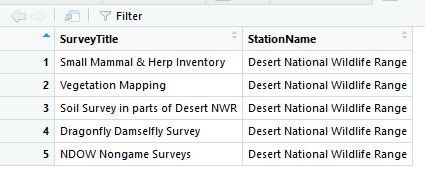 Filter
SurveyTitle StationName
1 Small Mammal & Herp Inventory Desert National Wildlife Range
2 Vegetation Mapping Desert National Wildlife Range
3 Soil Survey in parts of Desert NWR Desert National Wildlife Range
4 Dragonfly Damselfly Survey Desert National Wildlife Range
5 NDOW Nongame Surveys Desert National Wildlife Range